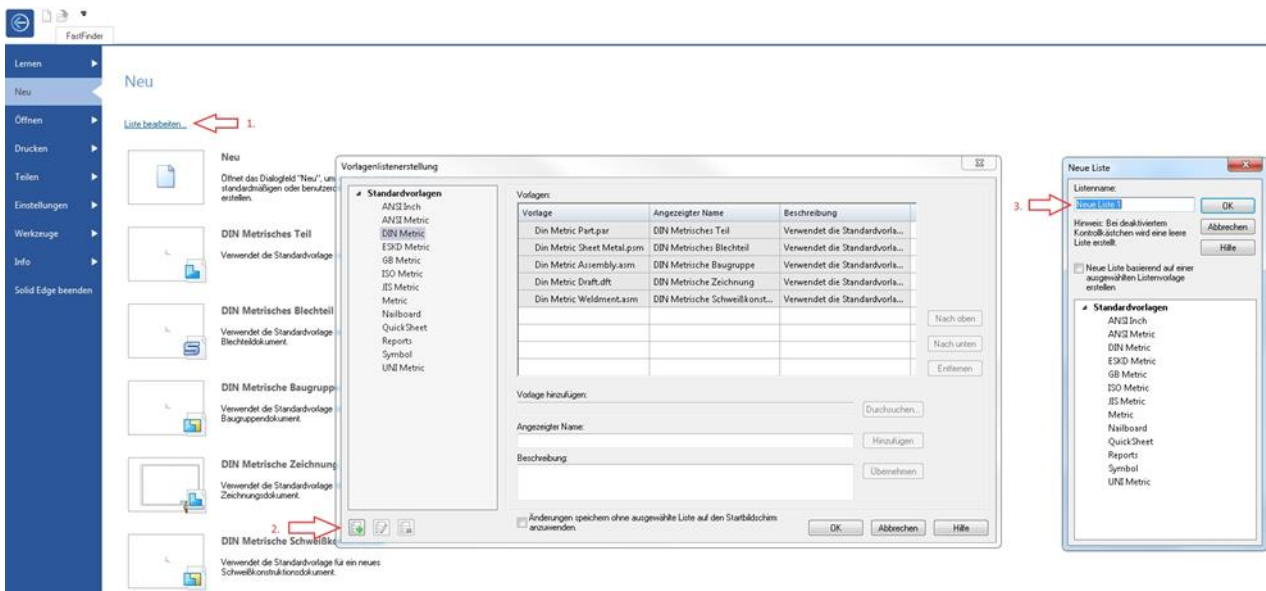 FastFinder
Lernen
Neu
Öffnen
Drucken
Teilen
Einstellungen
Werkzeuge
Info
Solid Edge beenden
Neu
Liste bearbeiten...
1.
Neu
Öffnet das Dialogfeld "Neu", um
standardmäßigen oder benutzerd
erstellen.
DIN Metrisches Teil
Verwendet die Standardvorlage
DIN Metrisches Blechteil
Verwendet die Standardvorlage
Blechteildokument.
DIN Metrische Baugrupp
Verwendet die Standardvorlage
Baugruppendokument.
DIN Metrische Zeichnung
Verwendet die Standardvorlage
Zeichnungsdokument.
DIN Metrische Schweißko
Verwendet die Standardvorlage für ein neues
Schweißkonstruktionsdokument.
Vorlagenlistenerstellung
Standardvorlagen
ANSI Inch
ANSI Metric
DIN Metric
ESKD Metric
GB Metric
ISO Metric
JIS Metric
Metric
Nailboard
QuickSheet
Reports
Symbol
UNI Metric
2.
Vorlagen:
Vorlage Angezeigter Name Beschreibung
Din Metric Part.par DIN Metrisches Teil Verwendet die Standardvorla...
Din Metric Sheet Metal.psm DIN Metrisches Blechteil Verwendet die Standardvorla...
Din Metric Assembly.asm DIN Metrische Baugruppe Verwendet die Standardvorla...
Din Metric Draft.dft DIN Metrische Zeichnung Verwendet die Standardvorla...
Din Metric Weldment.asm DIN Metrische Schweißkonst... Verwendet die Standardvorla...
Nach oben
Nach unten
Entfernen
Vorlage hinzufügen:
Durchsuchen...
Angezeigter Name:
Hinzufügen
Beschreibung:
Übernehmen
Änderungen speichern ohne ausgewählte Liste auf den Startbildschirm
anzuwenden.
OK Abbrechen Hilfe
Neue Liste
Listenname:
3. Neue Liste 1 OK
Hinweis: Bei deaktiviertem
Kontrollkästchen wird eine leere
Liste erstellt.
Abbrechen
Hilfe
Neue Liste basierend auf einer
ausgewählten Listenvorlage
erstellen
Standardvorlagen
ANSI Inch
ANSI Metric
DIN Metric
ESKD Metric
GB Metric
ISO Metric
JIS Metric
Metric
Nailboard
QuickSheet
Reports
Symbol
UNI Metric